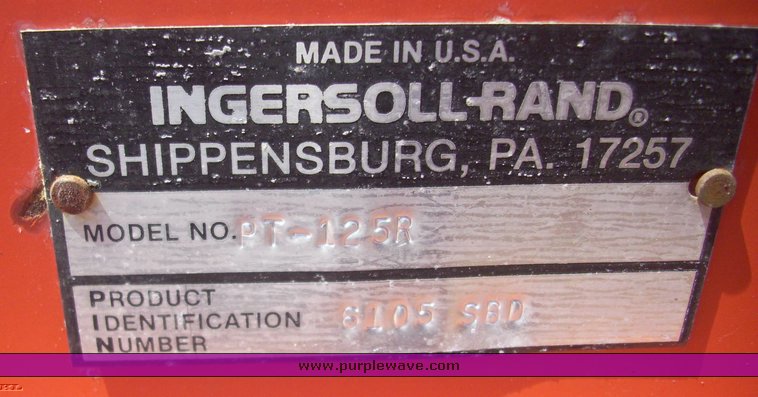 MADE IN U.S.A.
INGERSOLL-RAND®
SHIPPENSBURG, PA. 17257
MODEL NO. PT-125R
PRODUCT
IDENTIFICATION 6105 SBD
NUMBER
www.purplewave.com